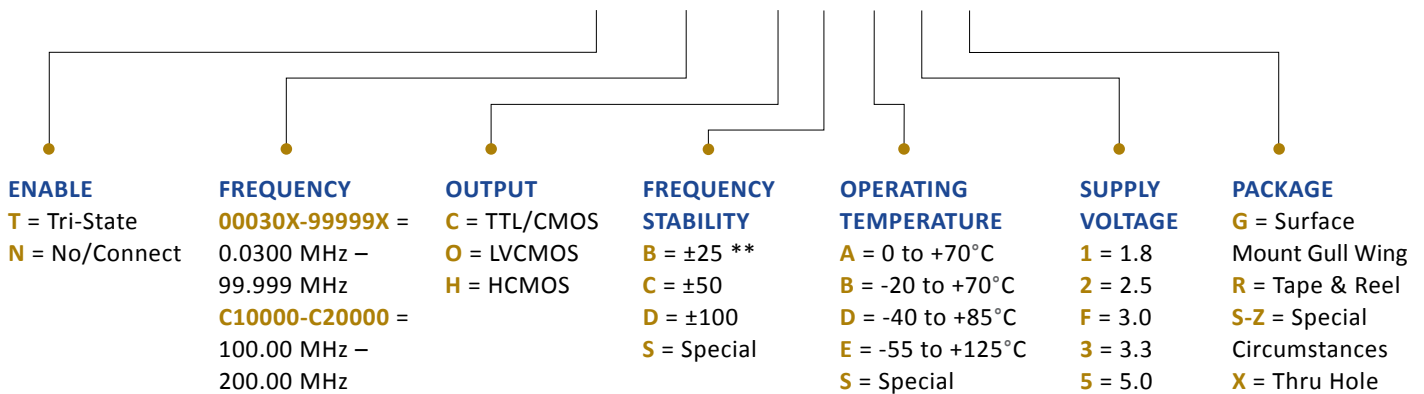 ENABLE
T = Tri-State
N = No/Connect
FREQUENCY
00030X-99999X =
0.0300 MHz –
99.999 MHz
C10000-C20000 =
100.00 MHz –
200.00 MHz
OUTPUT
C = TTL/CMOS
O = LVCMOS
H = HCMOS
FREQUENCY
STABILITY
B = ±25 **
C = ±50
D = ±100
S = Special
OPERATING
TEMPERATURE
A = 0 to +70°C
B = -20 to +70°C
D = -40 to +85°C
E = -55 to +125°C
S = Special
SUPPLY
VOLTAGE
1 = 1.8
2 = 2.5
F = 3.0
3 = 3.3
5 = 5.0
PACKAGE
G = Surface
Mount Gull Wing
R = Tape & Reel
S-Z = Special
Circumstances
X = Thru Hole